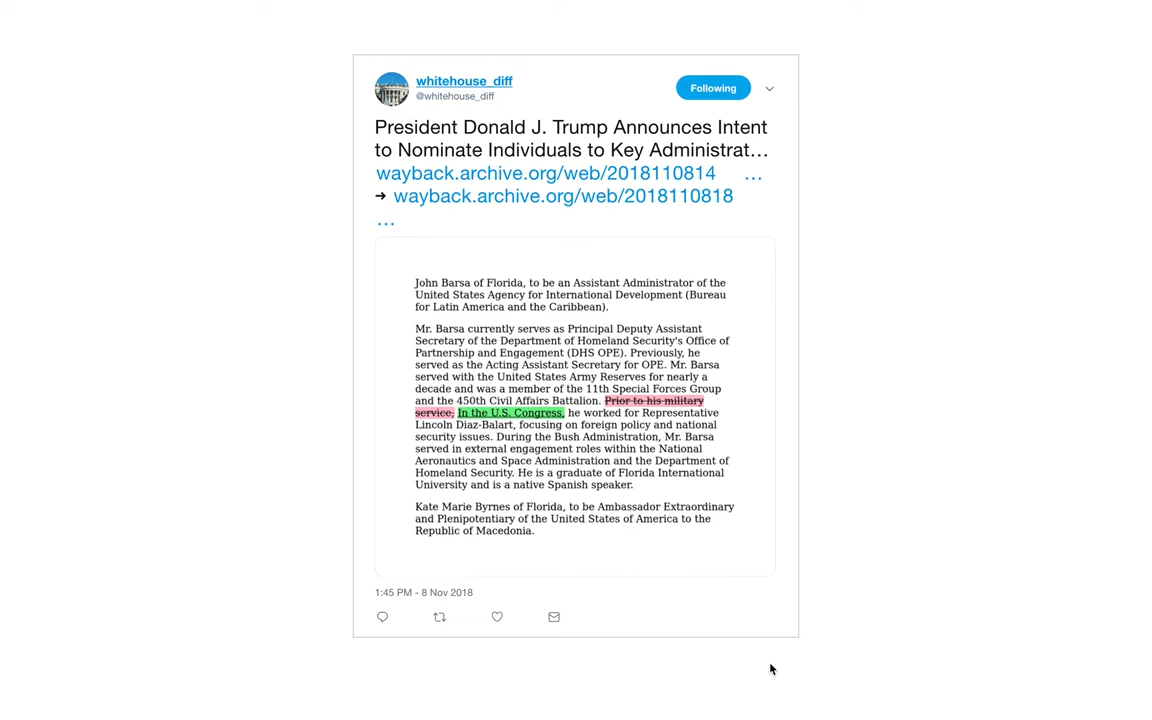 whitehouse_diff
@whitehouse_diff
Following
President Donald J. Trump Announces Intent
to Nominate Individuals to Key Administrat…
wayback.archive.org/web/2018110814 …
→ wayback.archive.org/web/2018110818
…
John Barsa of Florida, to be an Assistant Administrator of the
United States Agency for International Development (Bureau
for Latin America and the Caribbean).
Mr. Barsa currently serves as Principal Deputy Assistant
Secretary of the Department of Homeland Security's Office of
Partnership and Engagement (DHS OPE). Previously, he
served as the Acting Assistant Secretary for OPE. Mr. Barsa
served with the United States Army Reserves for nearly a
decade and was a member of the 11th Special Forces Group
and the 450th Civil Affairs Battalion. Prior to his military
service, In the U.S. Congress, he worked for Representative
Lincoln Diaz-Balart, focusing on foreign policy and national
security issues. During the Bush Administration, Mr. Barsa
served in external engagement roles within the National
Aeronautics and Space Administration and the Department of
Homeland Security. He is a graduate of Florida International
University and is a native Spanish speaker.
Kate Marie Byrnes of Florida, to be Ambassador Extraordinary
and Plenipotentiary of the United States of America to the
Republic of Macedonia.
1:45 PM - 8 Nov 2018